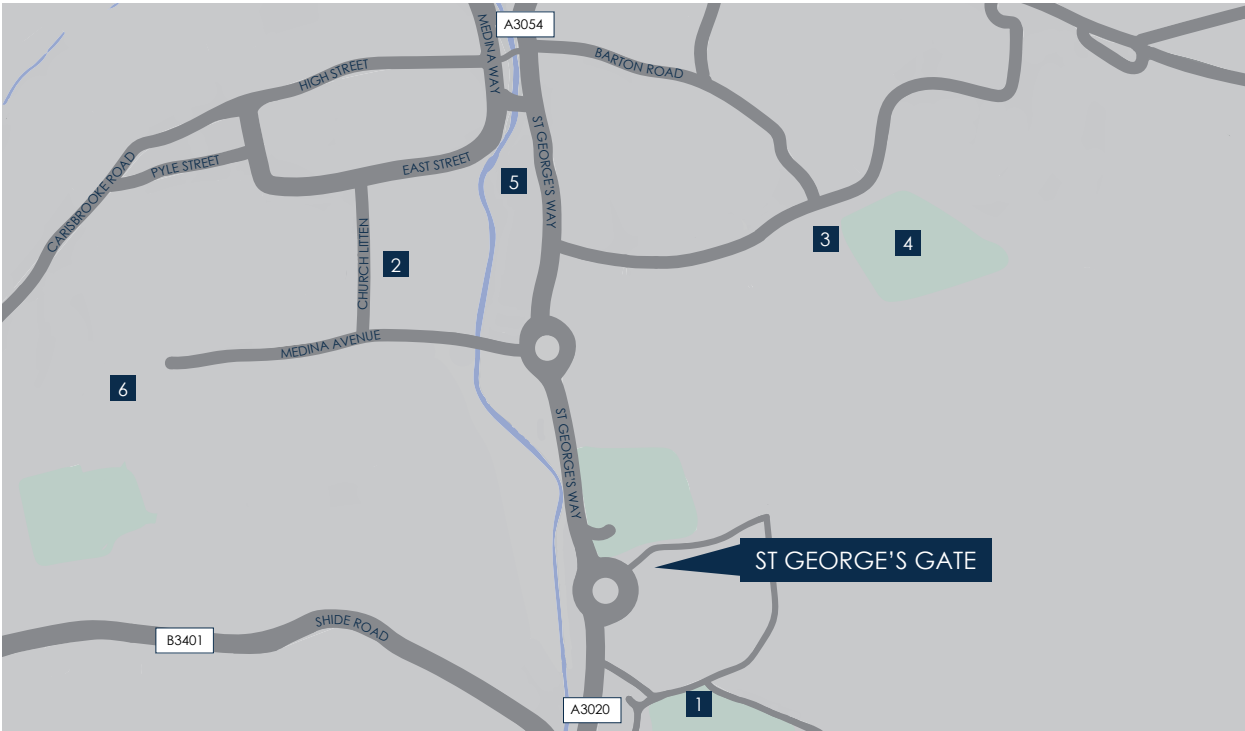 A3054
MEDINA WAY
HIGH STREET
BARTON ROAD
ST GEORGE'S WAY
CARISBROOKE ROAD
PYLE STREET
EAST STREET
5
CHURCH LITTEN
2
3
4
MEDINA AVENUE
6
ST GEORGE'S WAY
ST GEORGE'S GATE
SHIDE ROAD
B3401
A3020
1